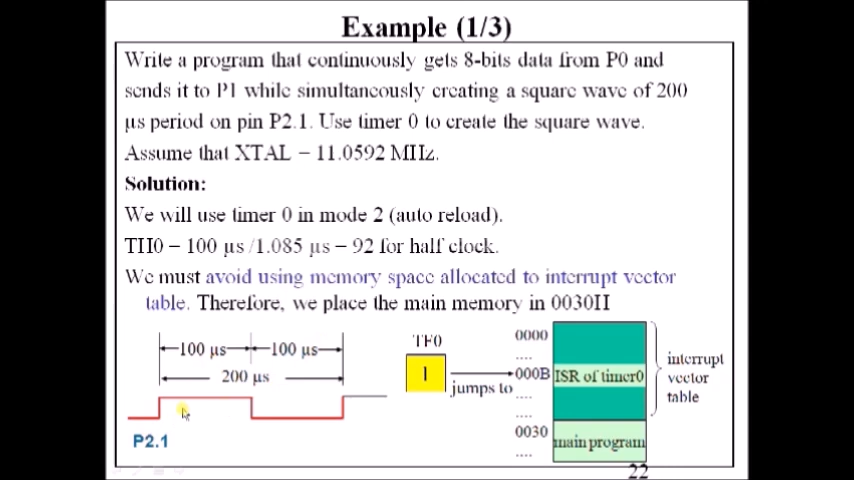 Example (1/3)
Write a program that continuously gets 8-bits data from P0 and
sends it to P1 while simultaneously creating a square wave of 200
μs period on pin P2.1. Use timer 0 to create the square wave.
Assume that XTAL = 11.0592 MHz.
Solution:
We will use timer 0 in mode 2 (auto reload).
TH0 = 100 μs /1.085 μs = 92 for half clock.
We must avoid using memory space allocated to interrupt vector
table. Therefore, we place the main memory in 0030H
100 μs
100 μs
200 μs
P2.1
TF0
1
jumps to
0000
....
000B
....
....
0030
....
ISR of timer0
main program
interrupt
vector
table
22